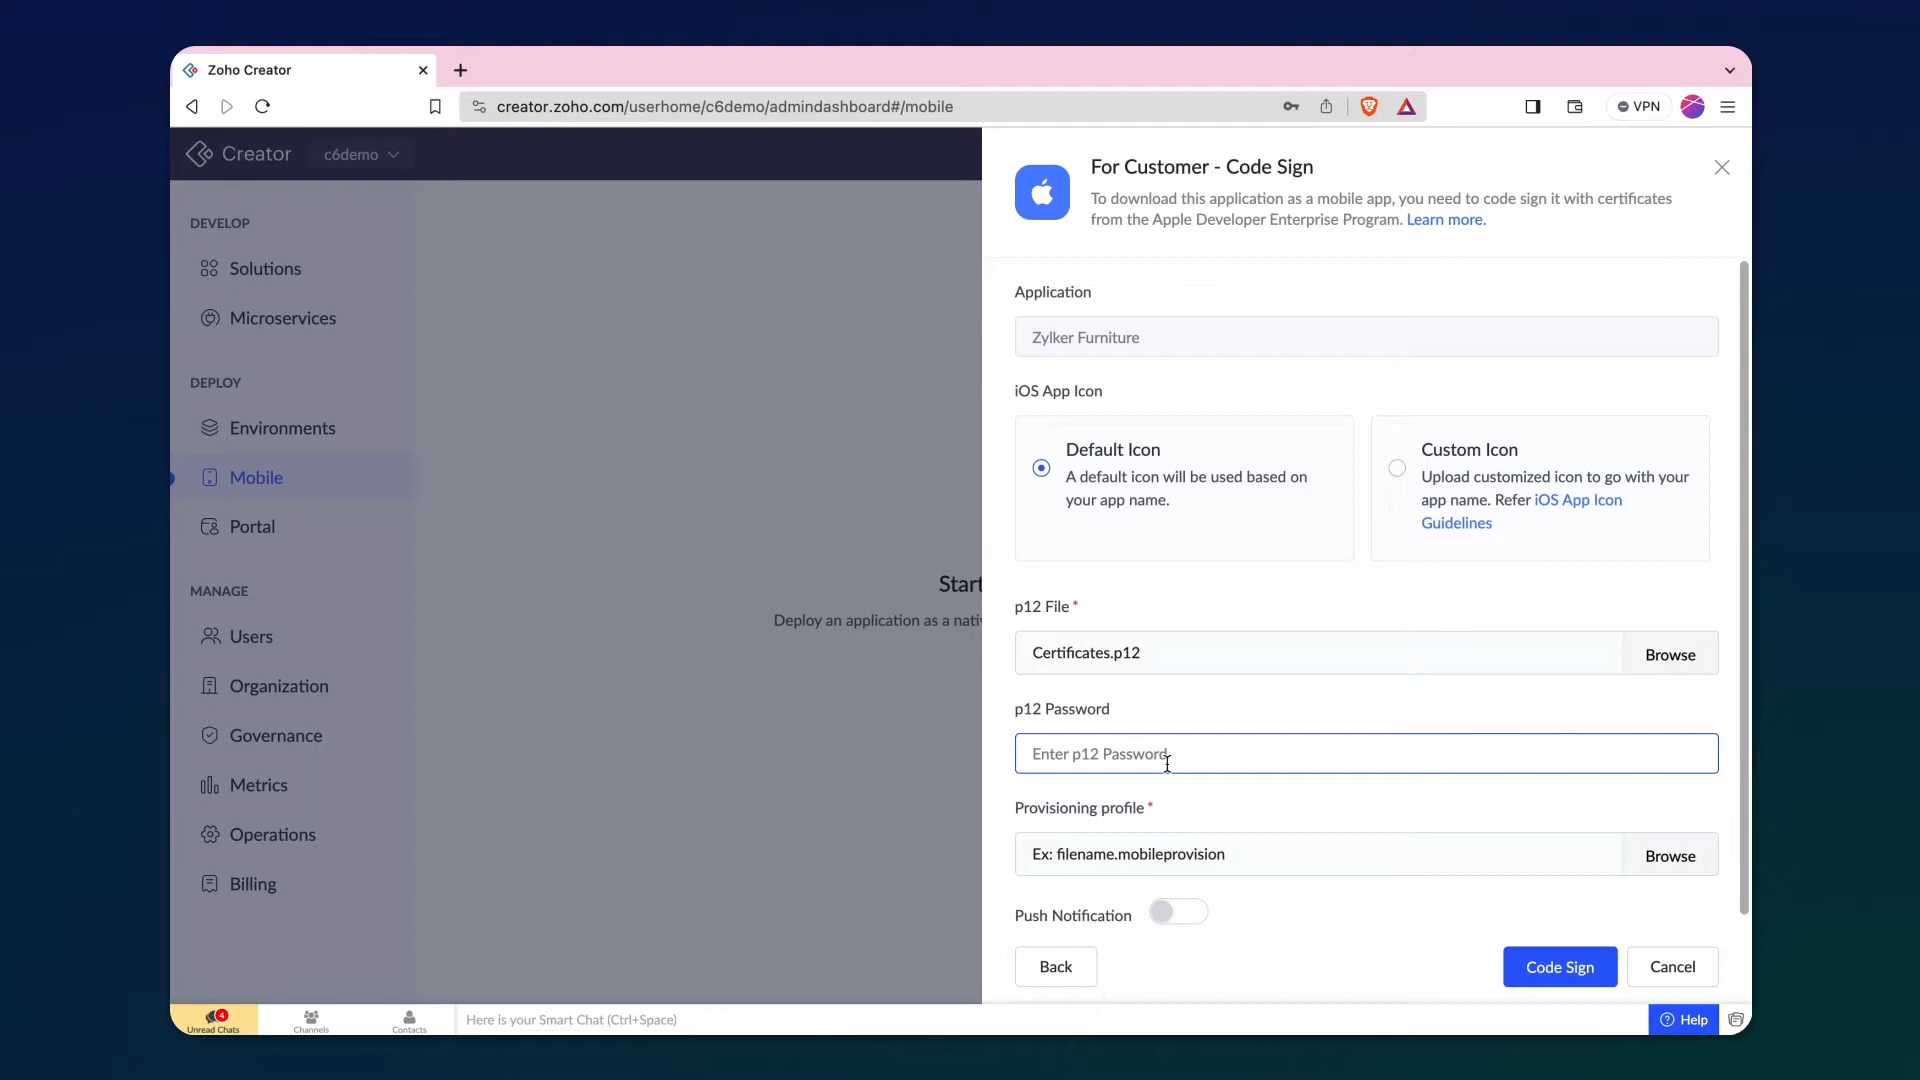 Zoho Creator
creator.zoho.com/userhome/c6demo/admindashboard#/mobile
VPN
Creator
c6demo
DEVELOP
Solutions
Microservices
DEPLOY
Environments
Mobile
Portal
MANAGE
Users
Organization
Governance
Metrics
Operations
Billing
Start
Deploy an application as a nati
For Customer - Code Sign
To download this application as a mobile app, you need to code sign it with certificates
from the Apple Developer Enterprise Program. Learn more.
Application
Zylker Furniture
iOS App Icon
Default Icon
A default icon will be used based on
your app name.
Custom Icon
Upload customized icon to go with your
app name. Refer iOS App Icon
Guidelines
p12 File *
Certificates.p12
Browse
p12 Password
Enter p12 Password
Provisioning profile *
Ex: filename.mobileprovision
Browse
Push Notification
Back
Code Sign
Cancel
4
Unread Chats
Channels
Contacts
Here is your Smart Chat (Ctrl+Space)
Help